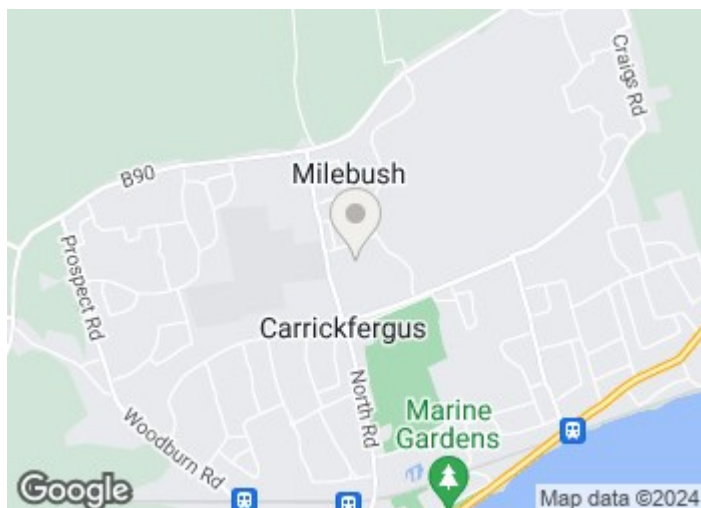 Craigs Rd
Milebush
B90
Prospect Rd
Carrickfergus
North Rd
Marine
Gardens
Woodburn Rd
Google
Map data ©2024